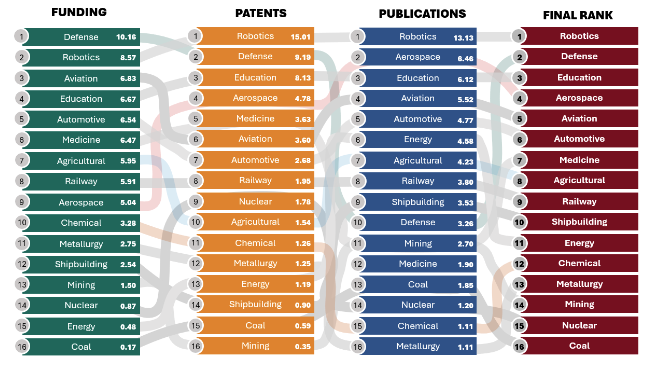 FUNDING PATENTS PUBLICATIONS FINAL RANK
1 Defense 10.16 1 Robotics 15.01 1 Robotics 13.13 1 Robotics
2 Robotics 8.57 2 Defense 9.19 2 Aerospace 6.46 2 Defense
3 Aviation 6.83 3 Education 8.13 3 Education 6.12 3 Education
4 Education 6.67 4 Aerospace 4.78 4 Aviation 5.52 4 Aerospace
5 Automotive 6.54 5 Medicine 3.63 5 Automotive 4.77 5 Aviation
6 Medicine 6.47 6 Aviation 3.60 6 Energy 4.58 6 Automotive
7 Agricultural 5.95 7 Automotive 2.68 7 Agricultural 4.23 7 Medicine
8 Railway 5.91 8 Railway 1.95 8 Railway 3.80 8 Agricultural
9 Aerospace 5.04 9 Nuclear 1.78 9 Shipbuilding 3.53 9 Railway
10 Chemical 3.28 10 Agricultural 1.54 10 Defense 3.26 10 Shipbuilding
11 Metallurgy 2.75 11 Chemical 1.26 11 Mining 2.70 11 Energy
12 Shipbuilding 2.54 12 Metallurgy 1.25 12 Medicine 1.90 12 Chemical
13 Mining 1.50 13 Energy 1.19 13 Coal 1.85 13 Metallurgy
14 Nuclear 0.87 14 Shipbuilding 0.90 14 Nuclear 1.20 14 Mining
15 Energy 0.48 15 Coal 0.59 15 Chemical 1.11 15 Nuclear
16 Coal 0.17 16 Mining 0.35 16 Metallurgy 1.11 16 Coal